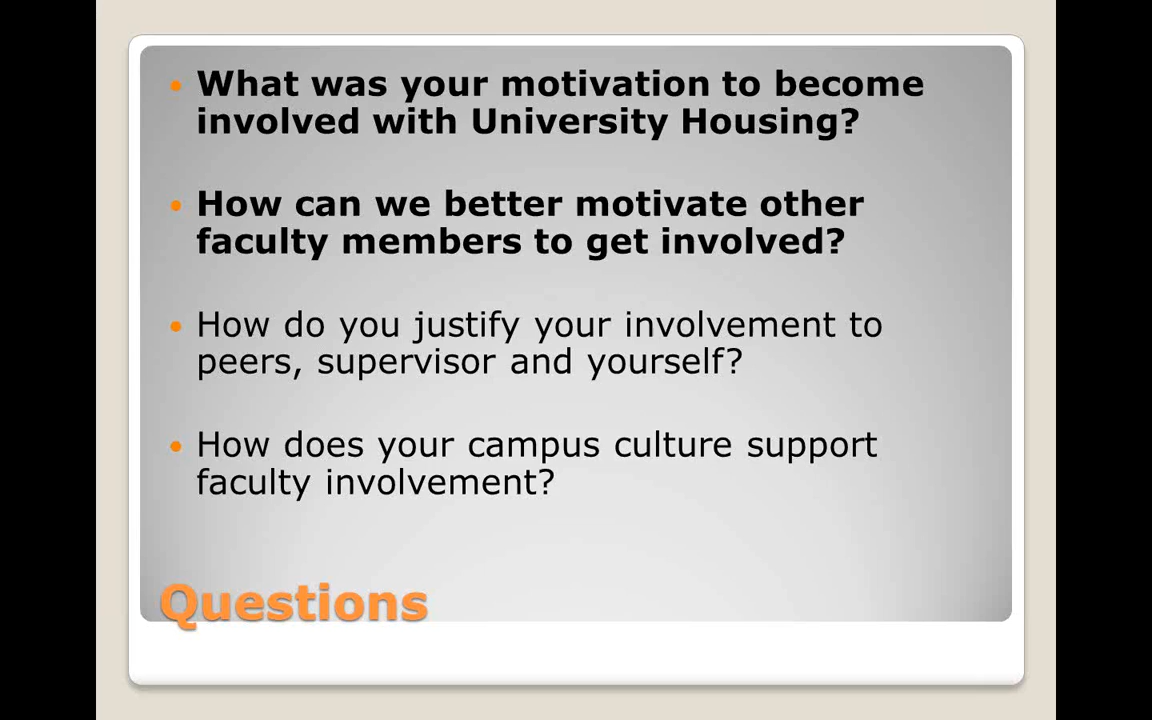 • What was your motivation to become
involved with University Housing?
• How can we better motivate other
faculty members to get involved?
• How do you justify your involvement to
peers, supervisor and yourself?
• How does your campus culture support
faculty involvement?
Questions